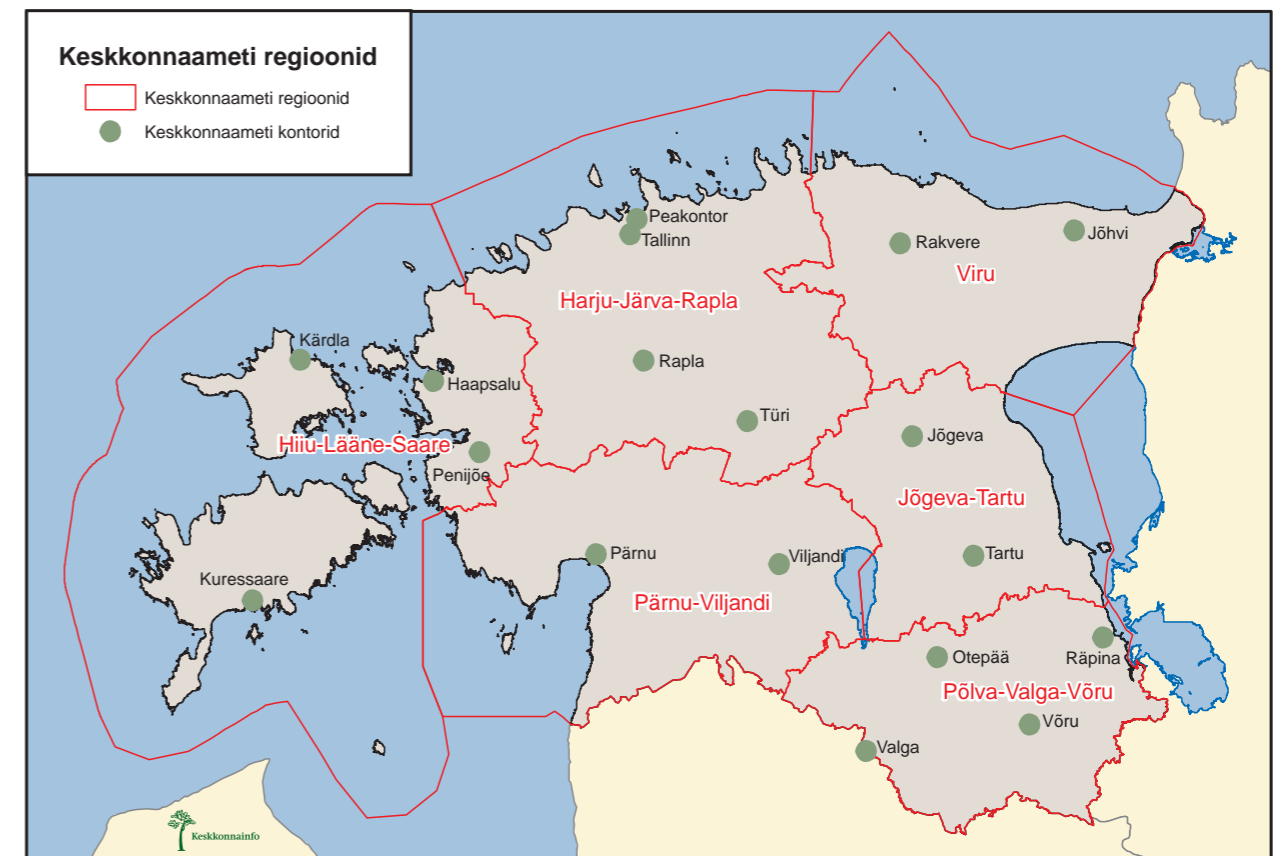 Keskkonnaameti regioonid
Keskkonnaameti regioonid
Keskkonnaameti kontorid
Peakontor
Tallinn
Rakvere
Jõhvi
Viru
Harju-Järva-Rapla
Kärdla
Haapsalu
Rapla
Türi
Jõgeva
Hiiu-Lääne-Saare
Penijõe
Jõgeva-Tartu
Pärnu
Viljandi
Tartu
Kuressaare
Pärnu-Viljandi
Otepää
Räpina
Põlva-Valga-Võru
Võru
Valga
Keskkonnainfo